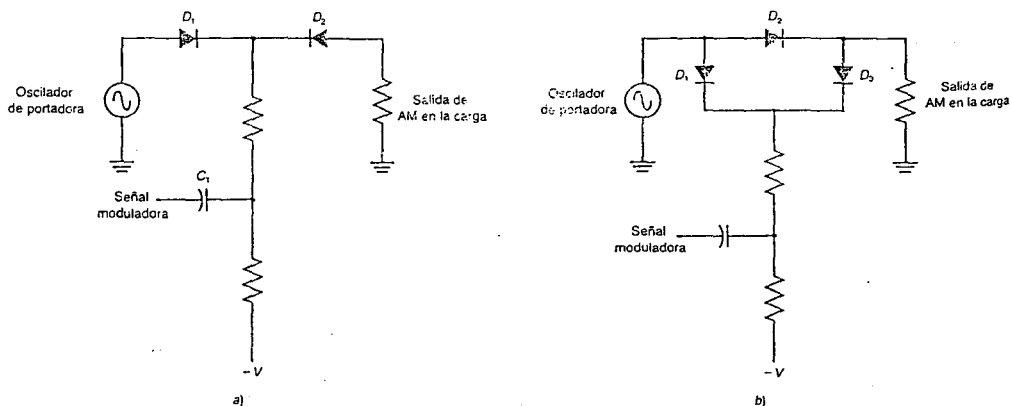 D₁
D₂
Oscilador
de portadora
Salida de
AM en la carga
C₁
Señal
moduladora
–V
a)
D₂
D₁
D₃
Oscilador
de portadora
Salida de
AM en la carga
Señal
moduladora
–V
b)